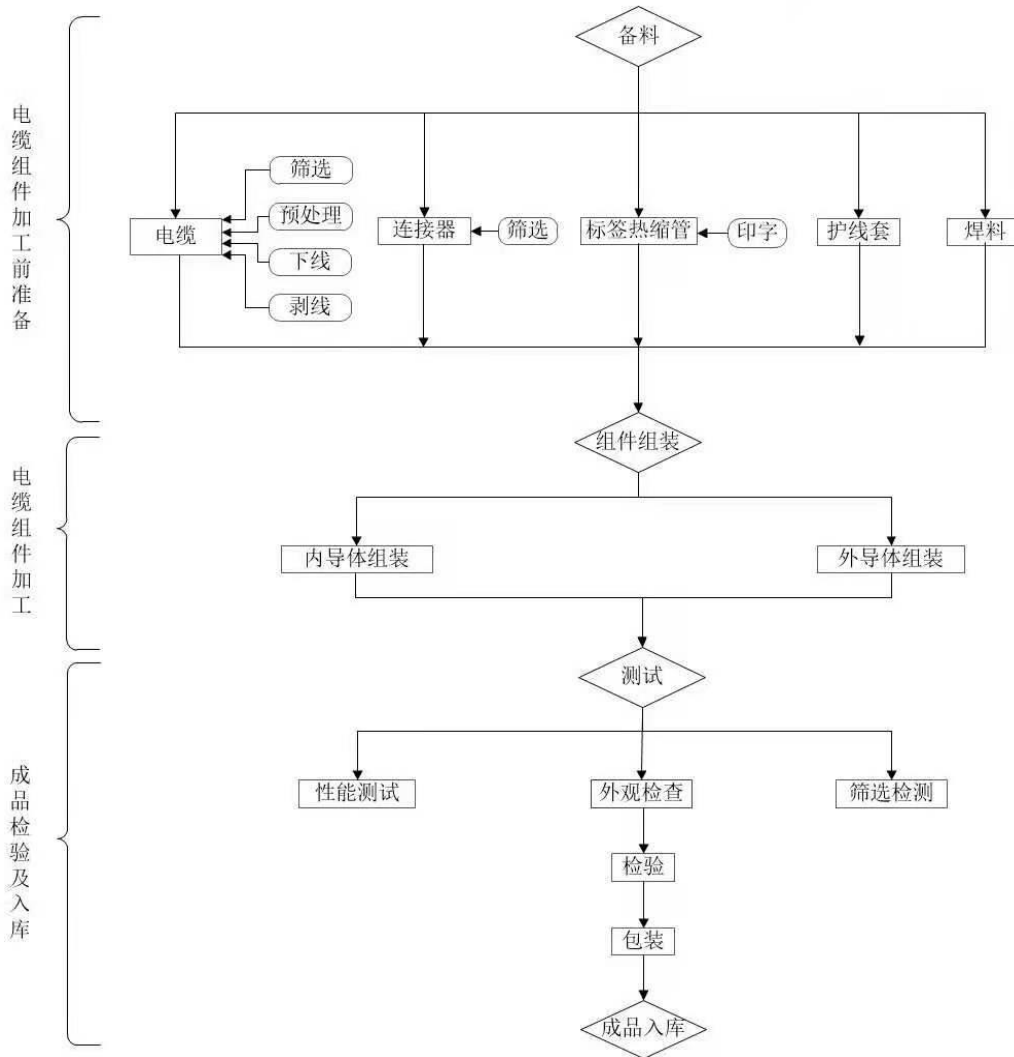 备料
电缆组件加工前准备
筛选
预处理
电缆
下线
剥线
连接器
筛选
标签热缩管
印字
护线套
焊料
组件组装
电缆组件加工
内导体组装
外导体组装
测试
成品检验及入库
性能测试
外观检查
筛选检测
检验
包装
成品入库